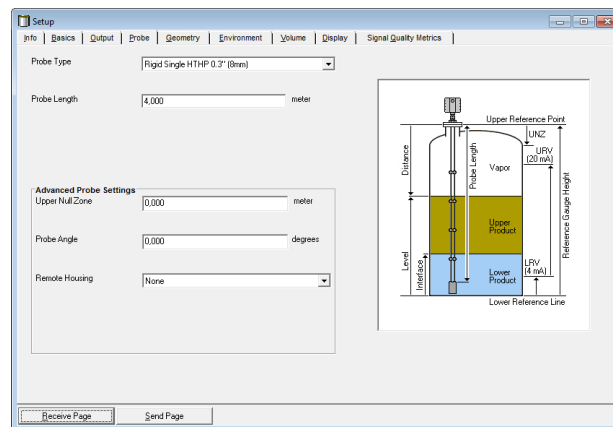 Setup
Info Basics Output Probe Geometry Environment Volume Display Signal Quality Metrics
Probe Type
Rigid Single HTHP 0.3" (8mm)
Probe Length
4,000
meter
Advanced Probe Settings
Upper Null Zone
0,000
meter
Probe Angle
0,000
degrees
Remote Housing
None
Upper Reference Point
UNZ
URV
(20 mA)
Distance
Probe Length
Vapor
Reference Gauge Height
Upper
Product
Level
Interface
Lower
Product
LRV
(4 mA)
Lower Reference Line
Receive Page
Send Page